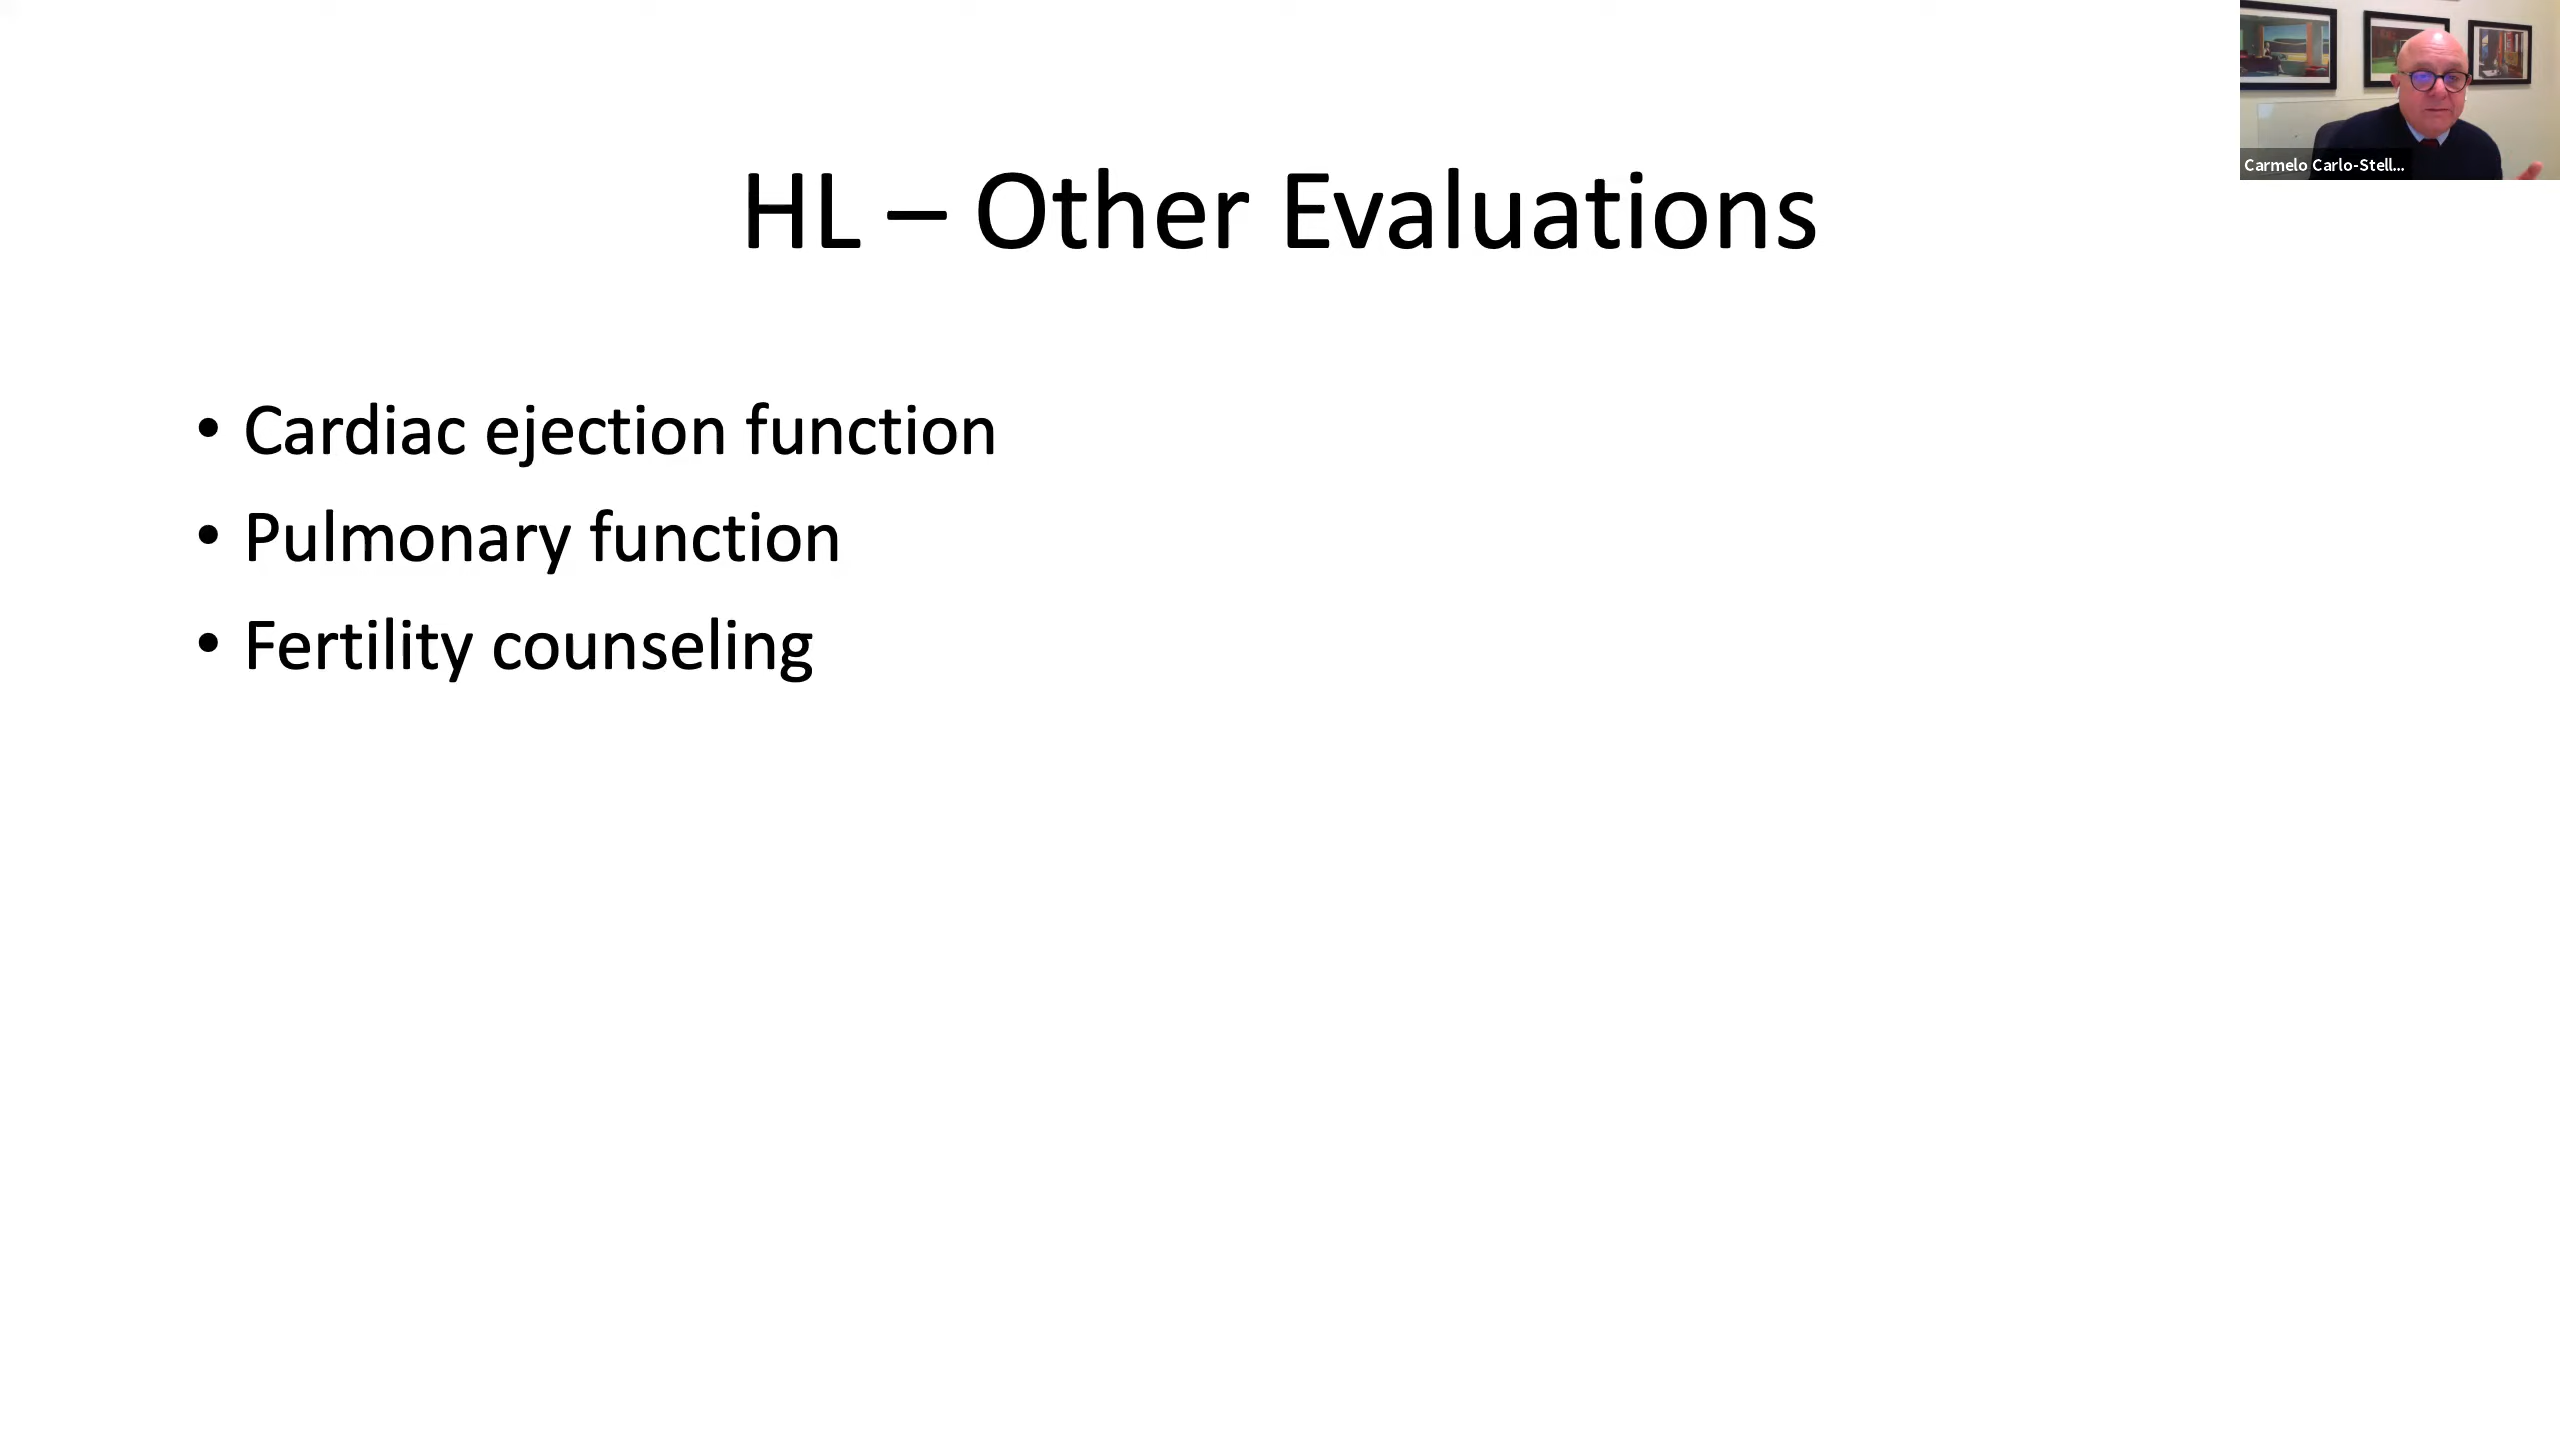 Carmelo Carlo-Stell...
HL – Other Evaluations
• Cardiac ejection function
• Pulmonary function
• Fertility counseling